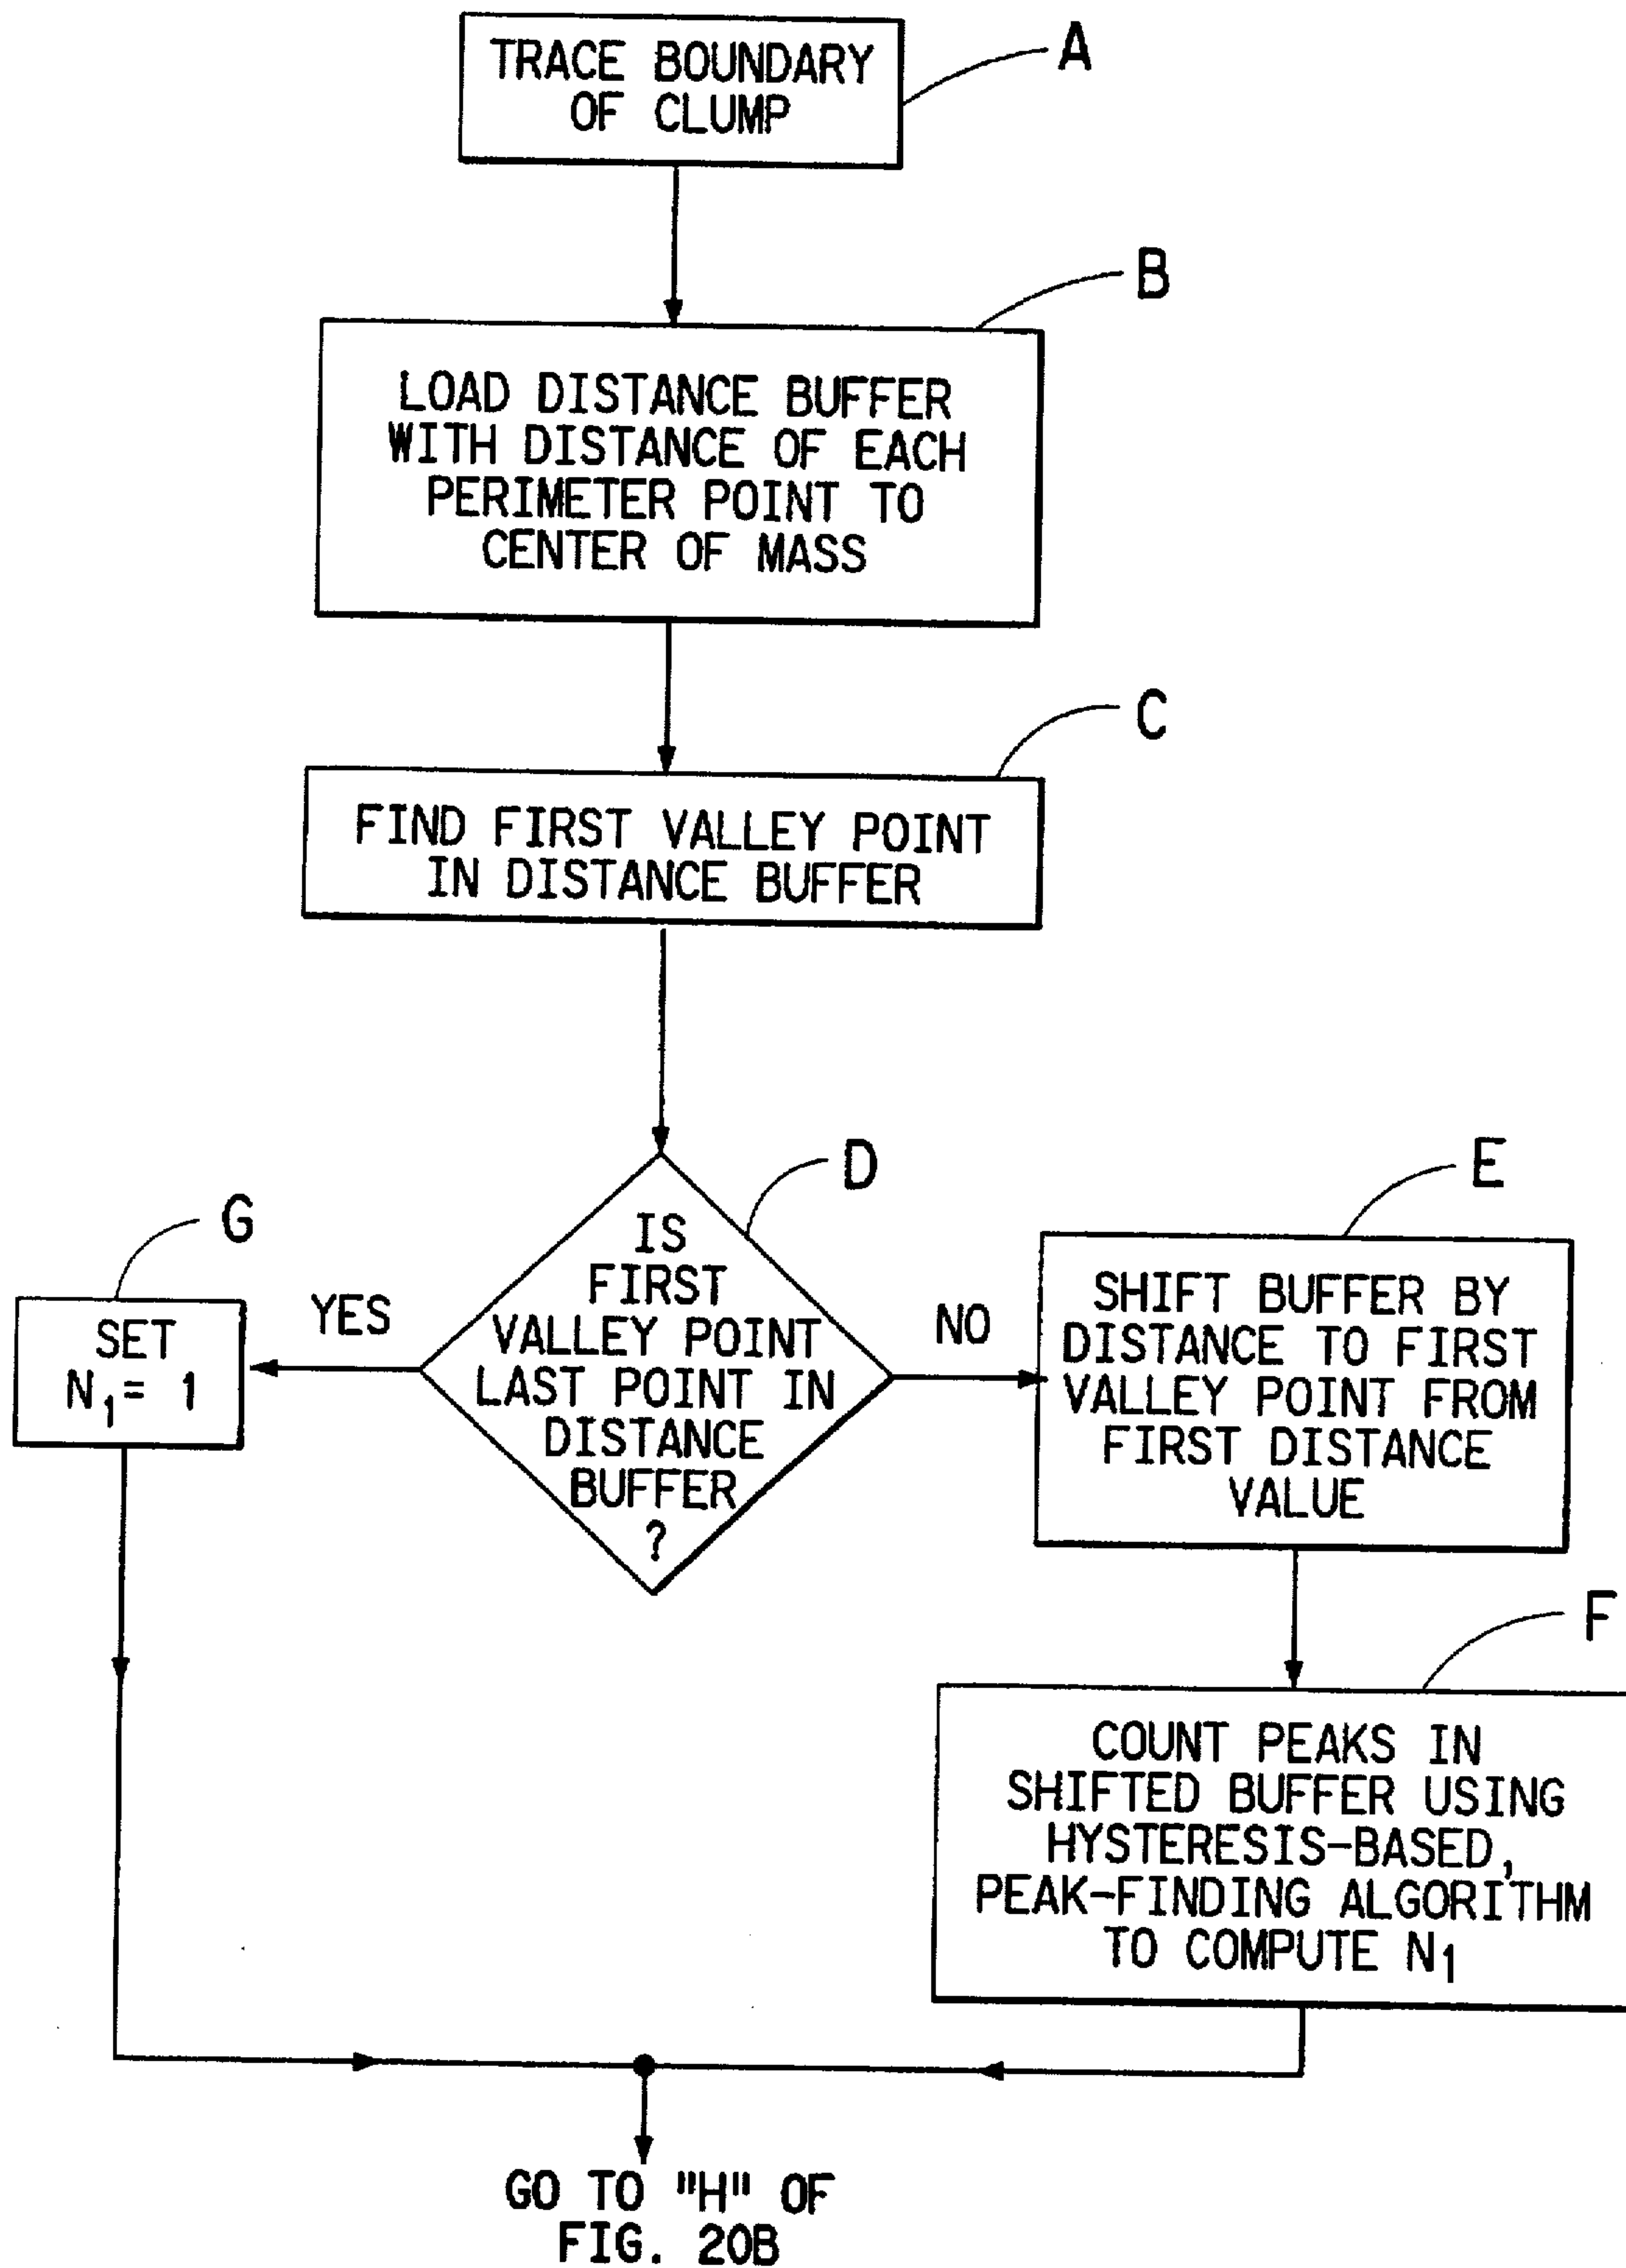 TRACE BOUNDARY
OF CLUMP
A
B
LOAD DISTANCE BUFFER
WITH DISTANCE OF EACH
PERIMETER POINT TO
CENTER OF MASS
C
FIND FIRST VALLEY POINT
IN DISTANCE BUFFER
D
IS
FIRST
VALLEY POINT
LAST POINT IN
DISTANCE
BUFFER
?
YES
G
SET
N₁= 1
NO
E
SHIFT BUFFER BY
DISTANCE TO FIRST
VALLEY POINT FROM
FIRST DISTANCE
VALUE
F
COUNT PEAKS IN
SHIFTED BUFFER USING
HYSTERESIS-BASED,
PEAK-FINDING ALGORITHM
TO COMPUTE N₁
GO TO "H" OF
FIG. 20B